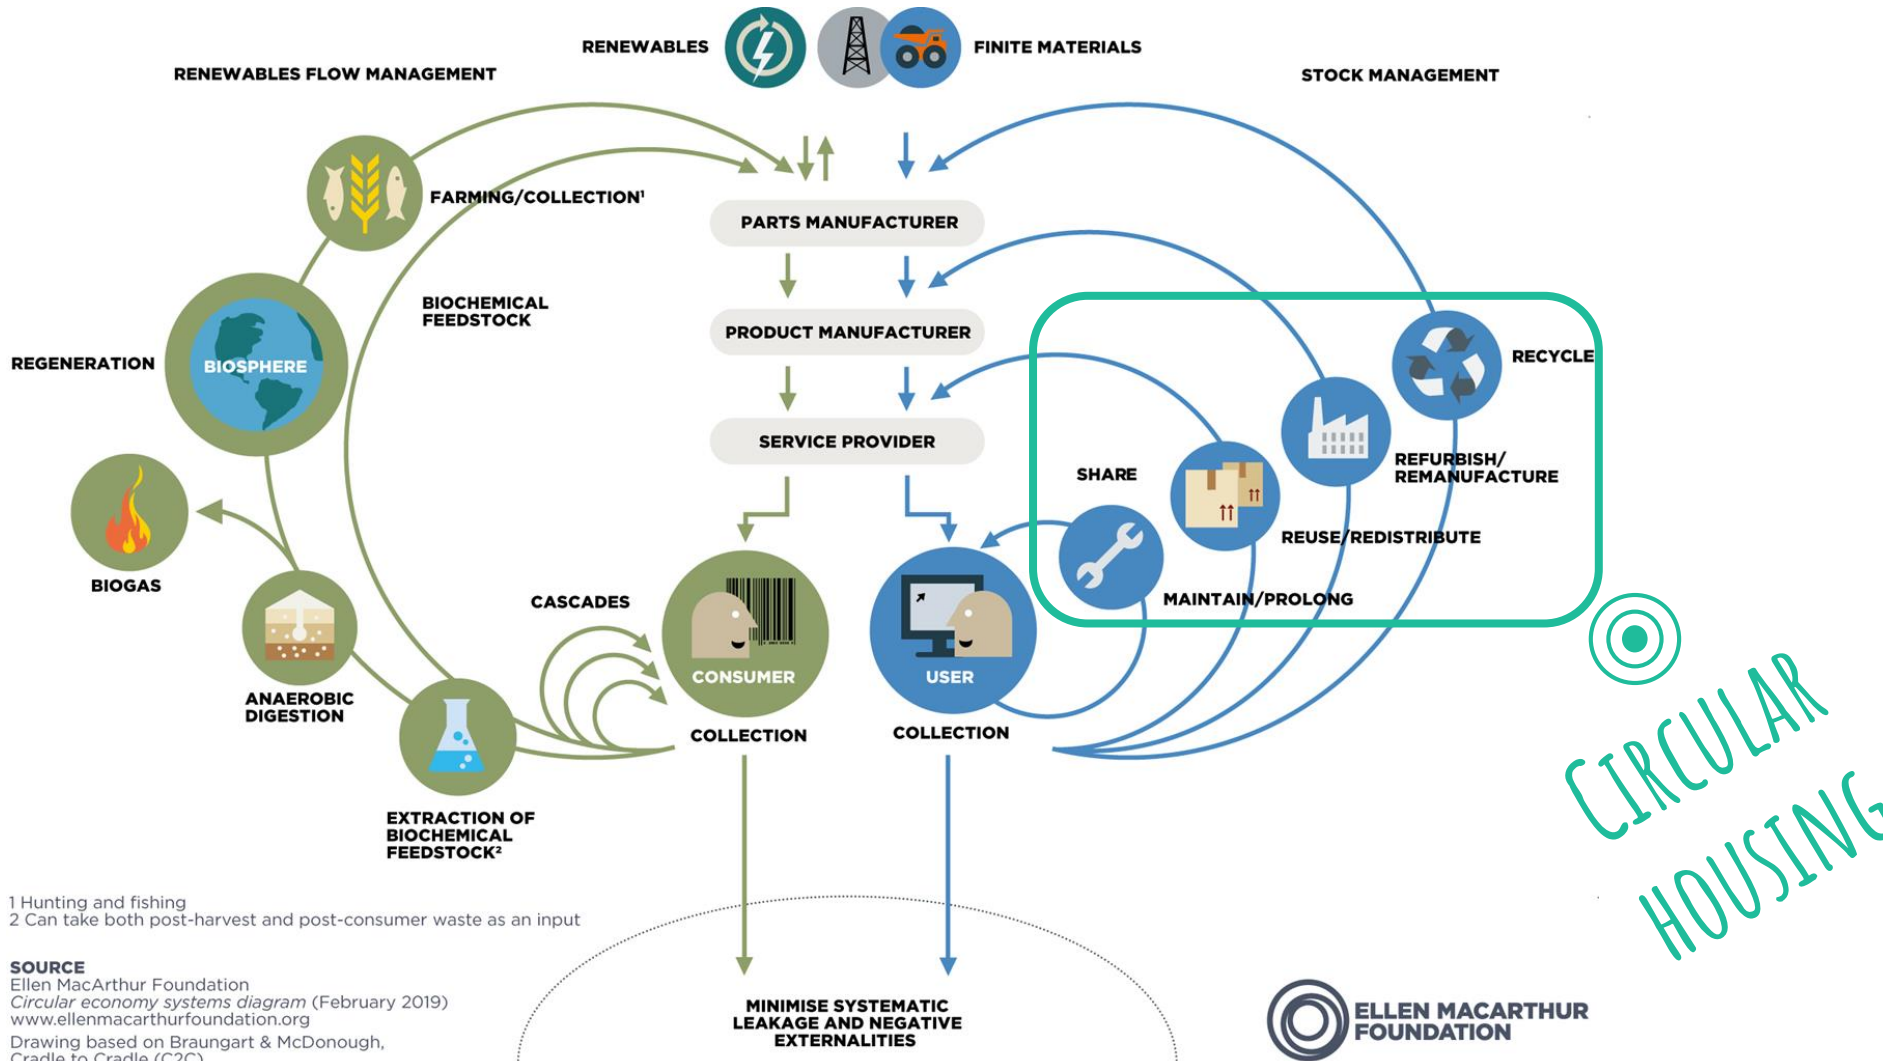 RENEWABLES
FINITE MATERIALS
RENEWABLES FLOW MANAGEMENT
STOCK MANAGEMENT
FARMING/COLLECTION¹
PARTS MANUFACTURER
BIOCHEMICAL
FEEDSTOCK
PRODUCT MANUFACTURER
REGENERATION
BIOSPHERE
RECYCLE
SERVICE PROVIDER
SHARE
REFURBISH/
REMANUFACTURE
REUSE/REDISTRIBUTE
BIOGAS
CASCADES
MAINTAIN/PROLONG
CONSUMER
USER
ANAEROBIC
DIGESTION
COLLECTION
COLLECTION
EXTRACTION OF
BIOCHEMICAL
FEEDSTOCK²
CIRCULAR
HOUSING
1 Hunting and fishing
2 Can take both post-harvest and post-consumer waste as an input
SOURCE
Ellen MacArthur Foundation
Circular economy systems diagram (February 2019)
www.ellenmacarthurfoundation.org
Drawing based on Braungart & McDonough,
Cradle to Cradle (C2C)
MINIMISE SYSTEMATIC
LEAKAGE AND NEGATIVE
EXTERNALITIES
ELLEN MACARTHUR
FOUNDATION